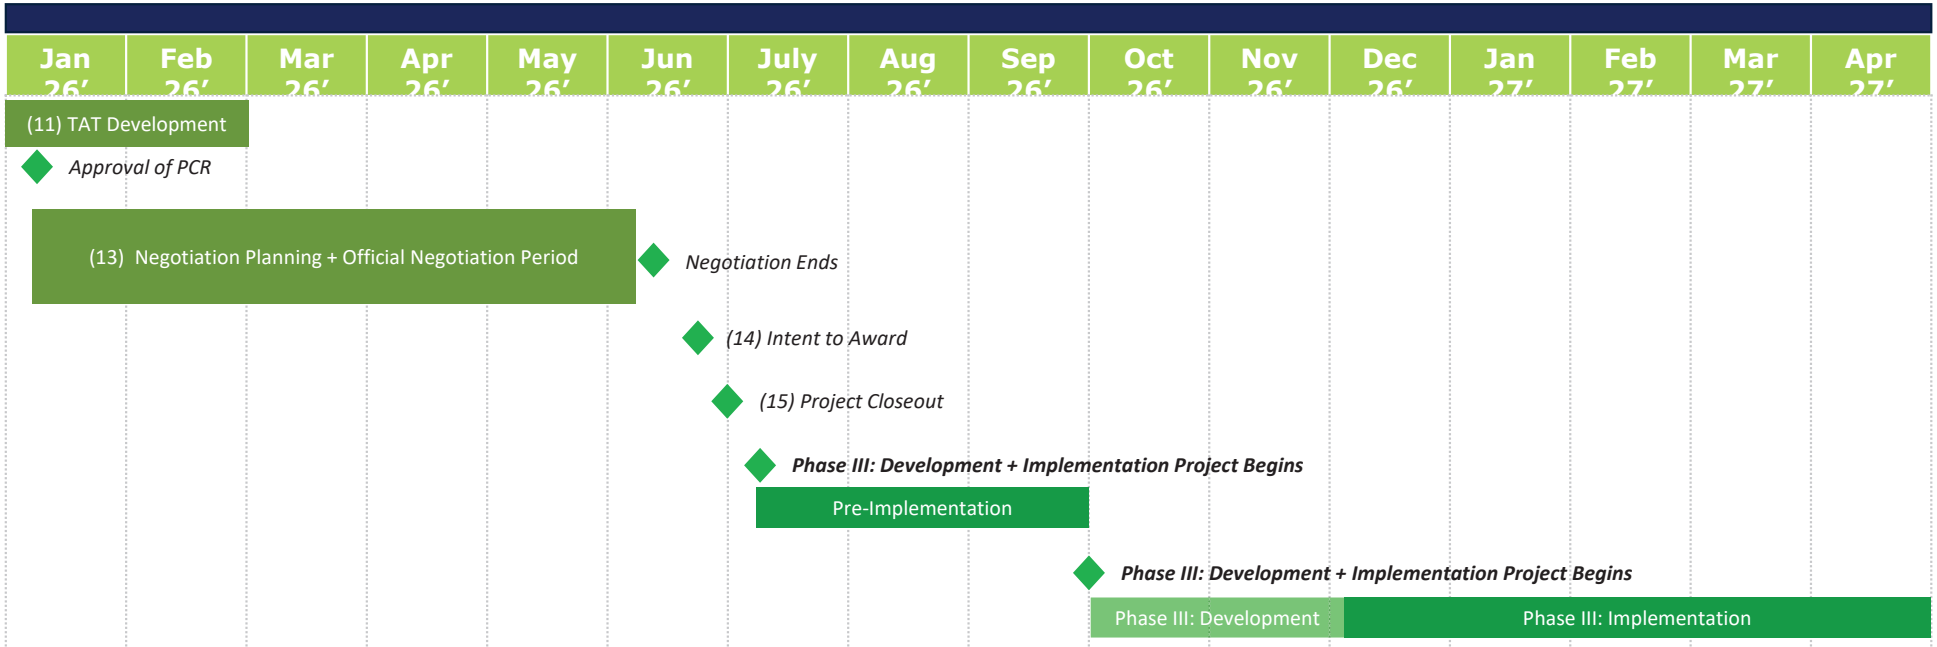 Jan Feb Mar Apr May Jun July Aug Sep Oct Nov Dec Jan Feb Mar Apr
26’ 26’ 26’ 26’ 26’ 26’ 26’ 26’ 26’ 26’ 26’ 26’ 27’ 27’ 27’ 27’
(11) TAT Development
Approval of PCR
(13) Negotiation Planning + Official Negotiation Period
Negotiation Ends
(14) Intent to Award
(15) Project Closeout
Phase III: Development + Implementation Project Begins
Pre-Implementation
Phase III: Development + Implementation Project Begins
Phase III: Development Phase III: Implementation